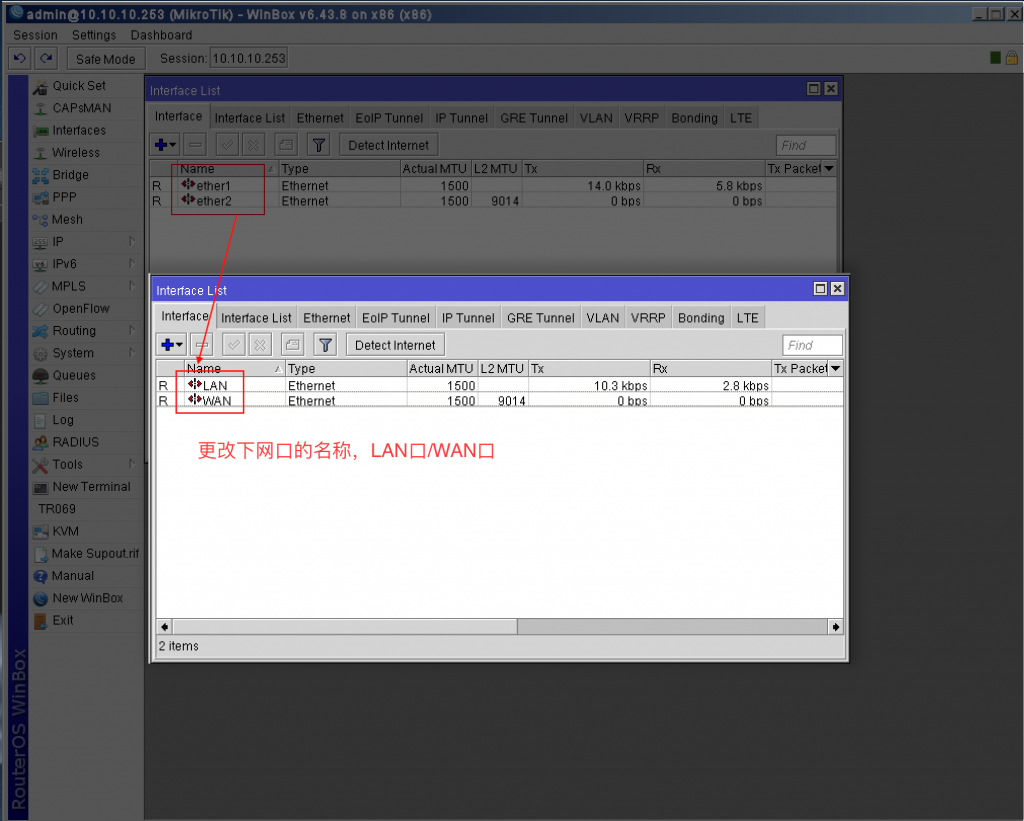 admin@10.10.10.253 (MikroTik) - WinBox v6.43.8 on x86 (x86)
Session Settings Dashboard
Safe Mode Session: 10.10.10.253
Quick Set
CAPsMAN
Interfaces
Wireless
Bridge
PPP
Mesh
IP
IPv6
MPLS
OpenFlow
Routing
System
Queues
Files
Log
RADIUS
Tools
New Terminal
TR069
KVM
Make Supout.rif
Manual
New WinBox
Exit
RouterOS WinBox
Interface List
Interface Interface List Ethernet EoIP Tunnel IP Tunnel GRE Tunnel VLAN VRRP Bonding LTE
Detect Internet Find
Name Type Actual MTU L2 MTU Tx Rx Tx Packet
R ether1 Ethernet 1500 14.0 kbps 5.8 kbps
R ether2 Ethernet 1500 9014 0 bps 0 bps
Interface List
Interface Interface List Ethernet EoIP Tunnel IP Tunnel GRE Tunnel VLAN VRRP Bonding LTE
Detect Internet Find
Name Type Actual MTU L2 MTU Tx Rx Tx Packet
R LAN Ethernet 1500 10.3 kbps 2.8 kbps
R WAN Ethernet 1500 9014 0 bps 0 bps
更改下网口的名称，LAN口/WAN口
2 items